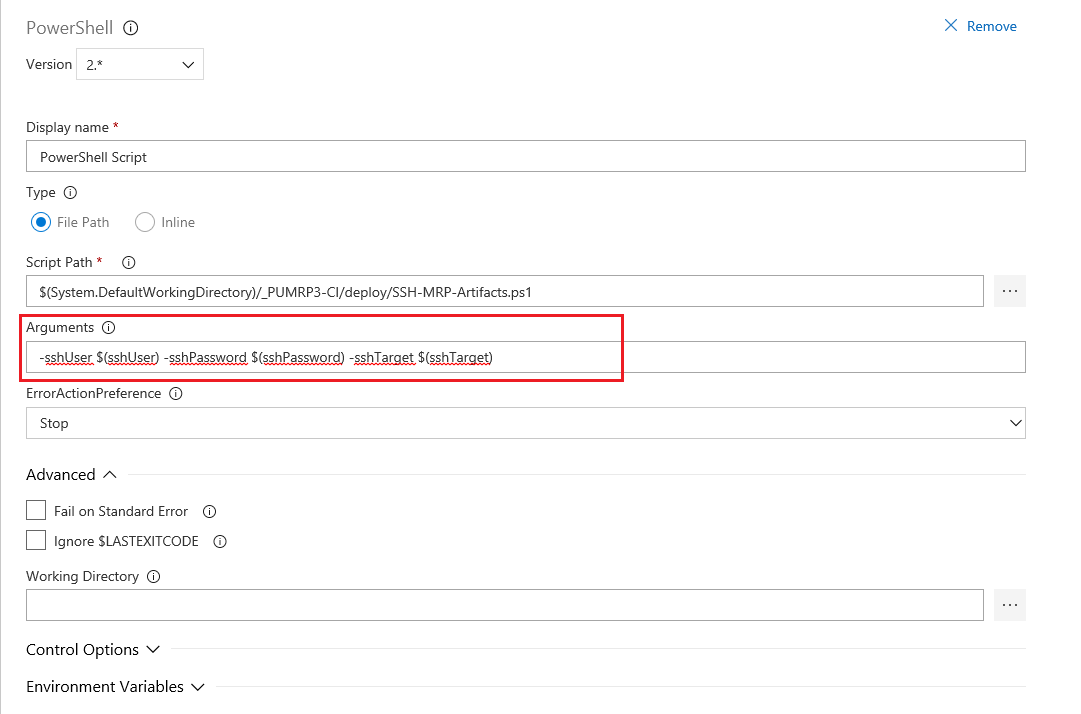 PowerShell
Remove
Version 2.*
Display name *
PowerShell Script
Type
File Path Inline
Script Path *
$(System.DefaultWorkingDirectory)/_PUMRP3-CI/deploy/SSH-MRP-Artifacts.ps1
Arguments
-sshUser $(sshUser) -sshPassword $(sshPassword) -sshTarget $(sshTarget)
ErrorActionPreference
Stop
Advanced
Fail on Standard Error
Ignore $LASTEXITCODE
Working Directory
Control Options
Environment Variables